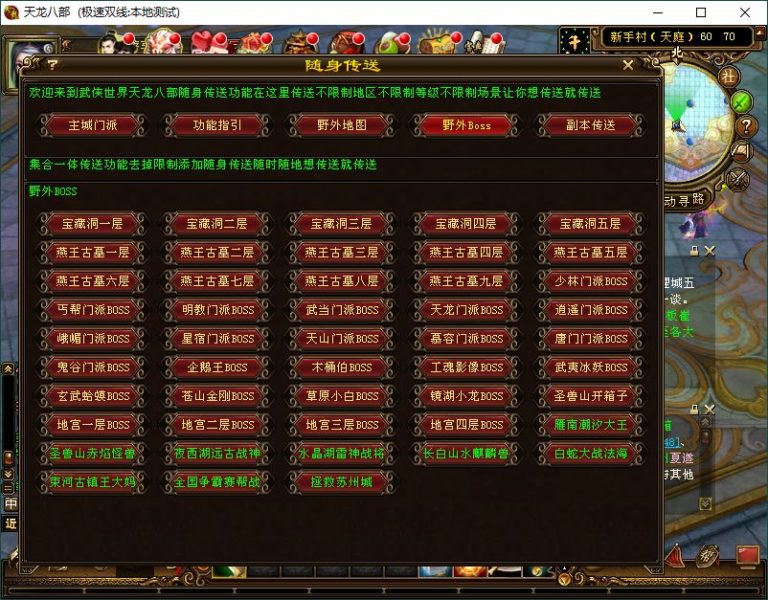 天龙八部 (极速双线:本地测试)
新手村(天庭) 60 70
北
随身传送
欢迎来到武侠世界天龙八部随身传送功能在这里传送不限制地区不限制等级不限制场景让你想传送就传送
主城门派 功能指引 野外地图 野外Boss 副本传送
集合一体传送功能去掉限制添加随身传送随时随地想传送就传送
野外BOSS
宝藏洞一层 宝藏洞二层 宝藏洞三层 宝藏洞四层 宝藏洞五层
燕王古墓一层 燕王古墓二层 燕王古墓三层 燕王古墓四层 燕王古墓五层
燕王古墓六层 燕王古墓七层 燕王古墓八层 燕王古墓九层 少林门派BOSS
丐帮门派BOSS 明教门派BOSS 武当门派BOSS 天龙门派BOSS 逍遥门派BOSS
峨嵋门派BOSS 星宿门派BOSS 天山门派BOSS 慕容门派BOSS 唐门门派BOSS
鬼谷门派BOSS 企鹅王BOSS 木桶伯BOSS 工魂影像BOSS 武夷冰妖BOSS
玄武蛤蟆BOSS 苍山金刚BOSS 草原小白BOSS 镜湖小龙BOSS 圣兽山开箱子
地宫一层BOSS 地宫二层BOSS 地宫三层BOSS 地宫四层BOSS 雁南潮汐大王
圣兽山赤焰怪兽 夜西湖远古战神 水晶湖雷神战将 长白山水麒麟兽 白蛇大战法海
束河古镇王大妈 全国争霸赛帮战 拯救苏州城
社
动寻路
城五
谈。
各大
481
其他
中
近